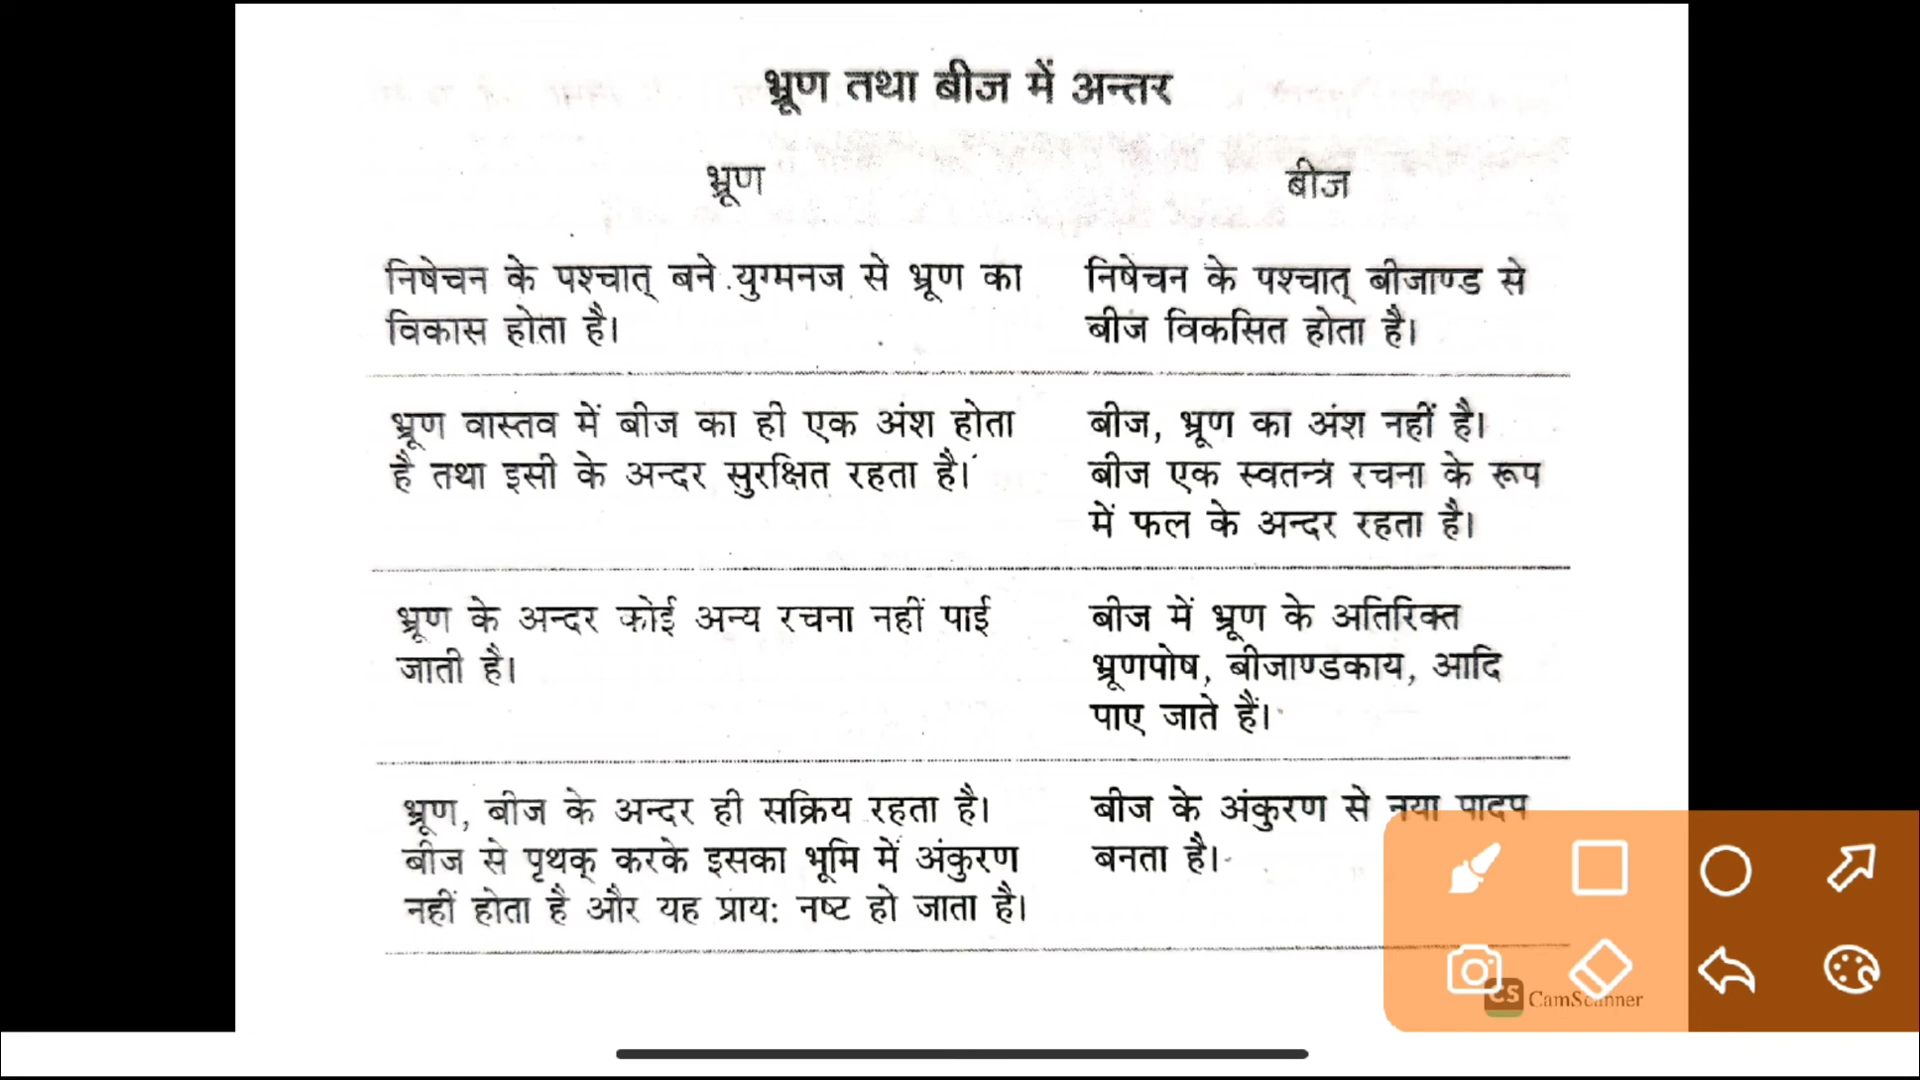 भ्रूण तथा बीज में अन्तर
भ्रूण
बीज
निषेचन के पश्चात् बने युग्मनज से भ्रूण का
विकास होता है।
निषेचन के पश्चात् बीजाण्ड से
बीज विकसित होता है।
भ्रूण वास्तव में बीज का ही एक अंश होता
है तथा इसी के अन्दर सुरक्षित रहता है।
बीज, भ्रूण का अंश नहीं है।
बीज एक स्वतन्त्र रचना के रूप
में फल के अन्दर रहता है।
भ्रूण के अन्दर कोई अन्य रचना नहीं पाई
जाती है।
बीज में भ्रूण के अतिरिक्त
भ्रूणपोष, बीजाण्डकाय, आदि
पाए जाते हैं।
भ्रूण, बीज के अन्दर ही सक्रिय रहता है।
बीज से पृथक् करके इसका भूमि में अंकुरण
नहीं होता है और यह प्राय: नष्ट हो जाता है।
बीज के अंकुरण से नया पादप
बनता है।
CS CamScanner